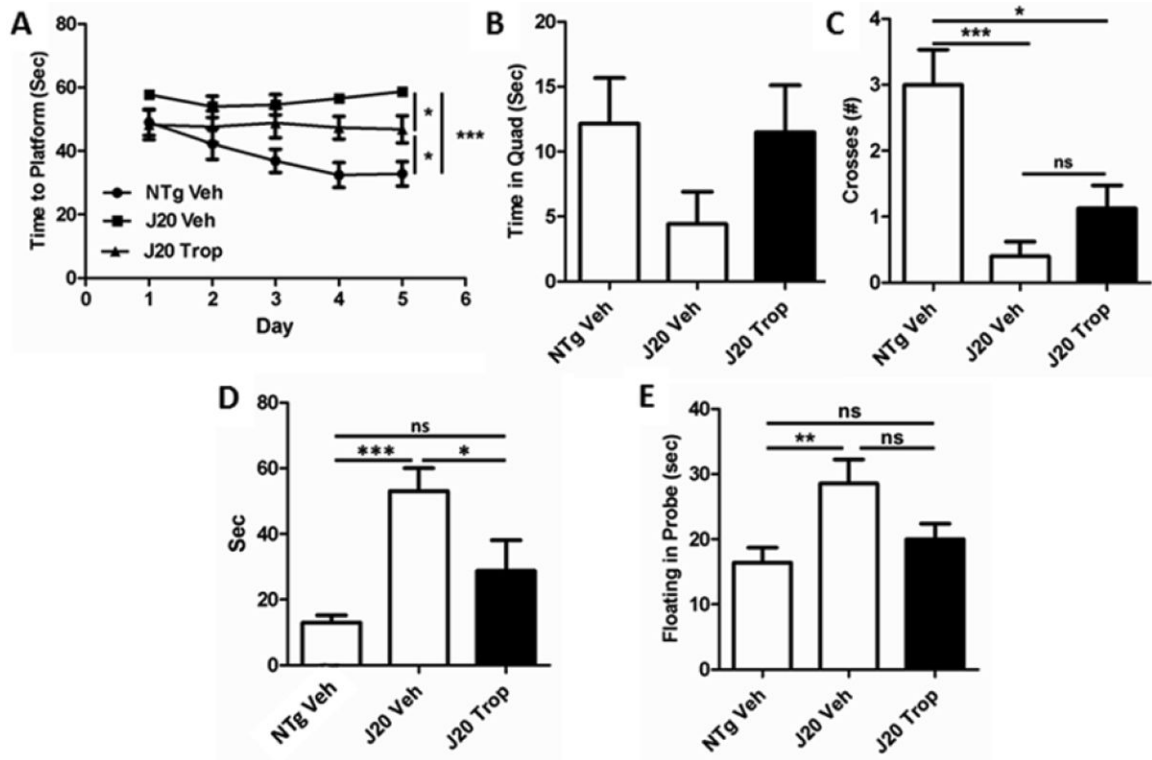 A
Time to Platform (Sec)
80
60
40
20
0
*
*
***
NTg Veh
J20 Veh
J20 Trop
0 1 2 3 4 5 6
Day
B
Time in Quad (Sec)
20
15
10
5
0
NTg Veh
J20 Veh
J20 Trop
C
Crosses (#)
4
3
2
1
0
*
***
ns
NTg Veh
J20 Veh
J20 Trop
D
Sec
80
60
40
20
0
ns
*** *
NTg Veh
J20 Veh
J20 Trop
E
Floating in Probe (sec)
40
30
20
10
0
ns
** ns
NTg Veh
J20 Veh
J20 Trop